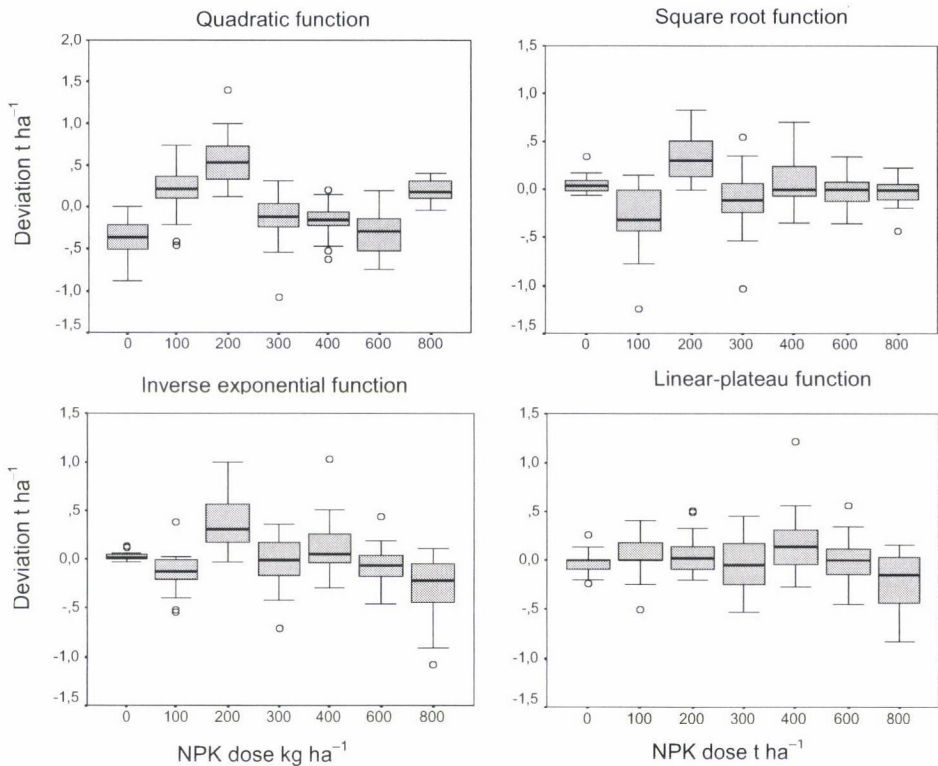 Quadratic function
Square root function
2,0
1,5
1,0
,5
0,0
-,5
-1,0
-1,5
Deviation t ha⁻¹
0 100 200 300 400 600 800
1,5
1,0
,5
0,0
-,5
-1,0
-1,5
0 100 200 300 400 600 800
Inverse exponential function
Linear-plateau function
1,5
1,0
,5
0,0
-,5
-1,0
-1,5
Deviation t ha⁻¹
0 100 200 300 400 600 800
NPK dose kg ha⁻¹
1,5
1,0
,5
0,0
-,5
-1,0
-1,5
0 100 200 300 400 600 800
NPK dose t ha⁻¹